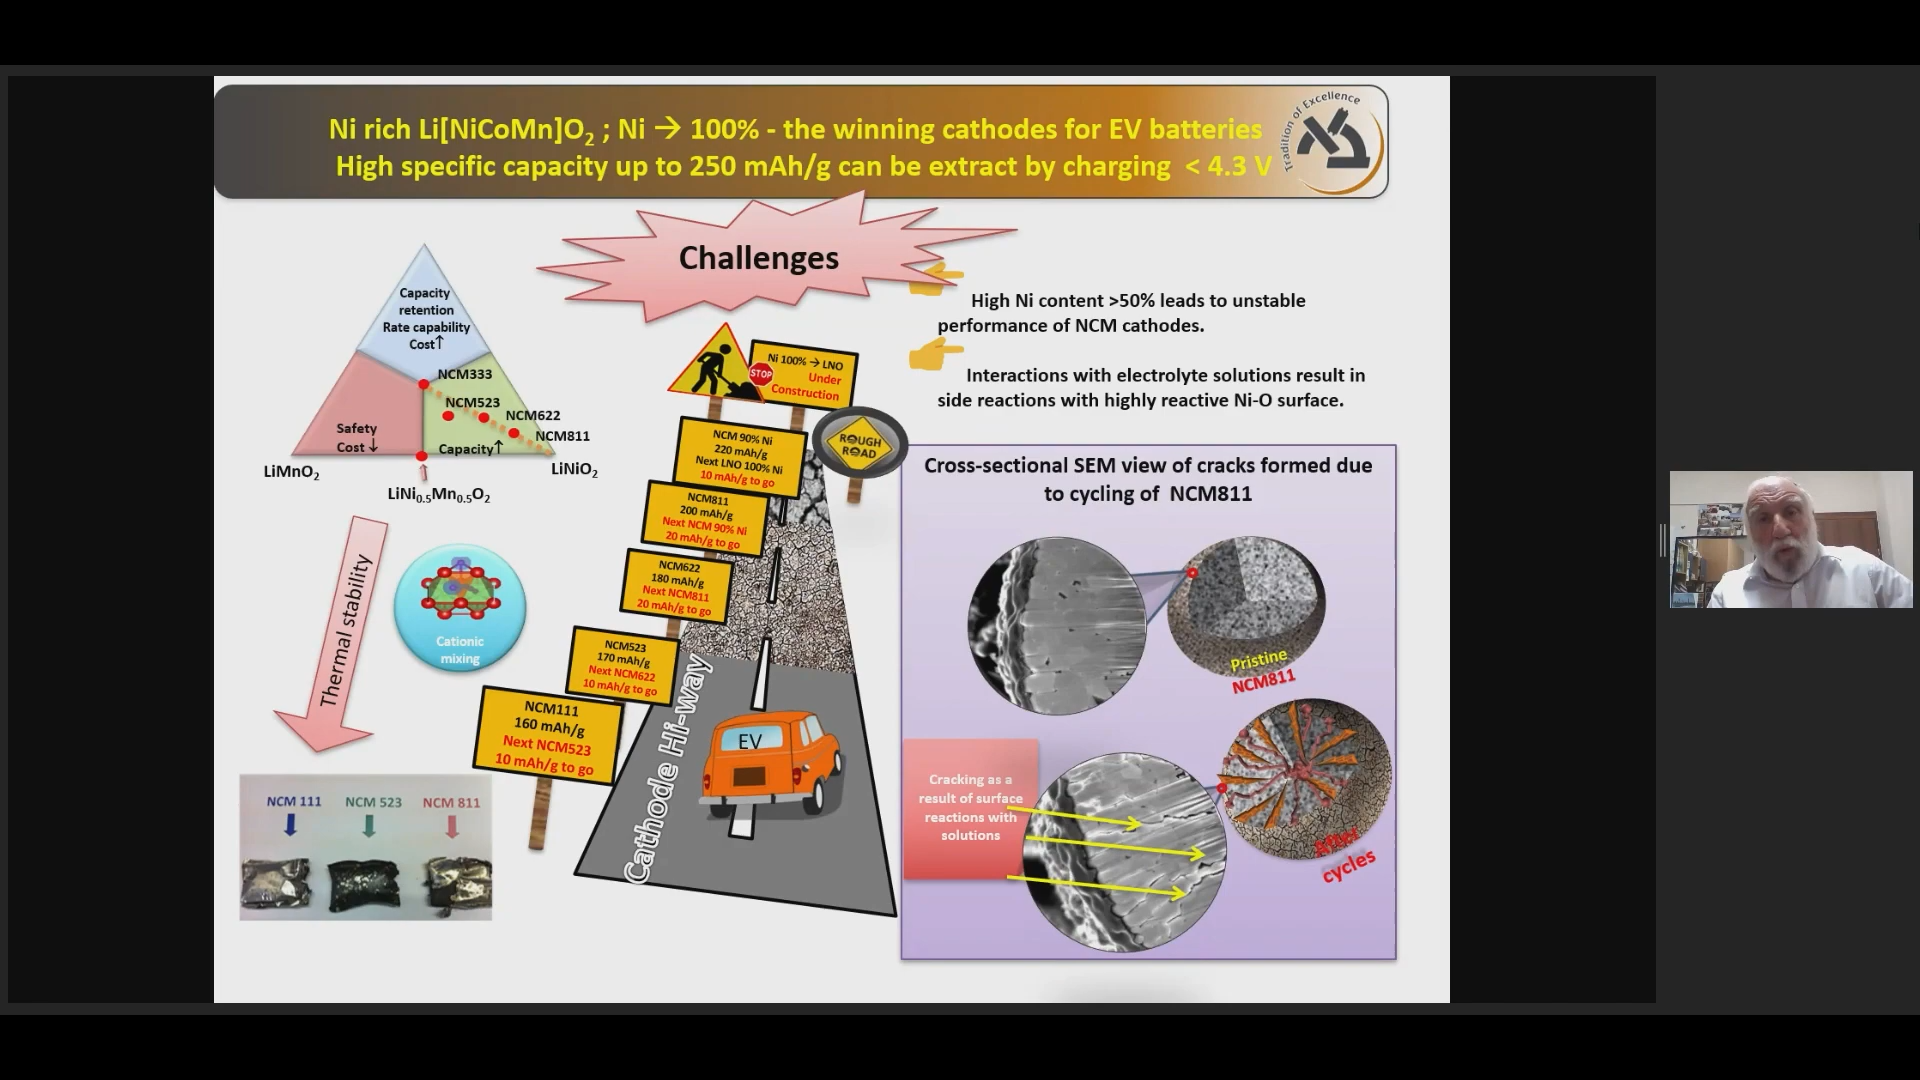 Ni rich Li[NiCoMn]O₂ ; Ni → 100% - the winning cathodes for EV batteries
High specific capacity up to 250 mAh/g can be extract by charging < 4.3 V
Tradition of Excellence
Challenges
High Ni content >50% leads to unstable
performance of NCM cathodes.
Interactions with electrolyte solutions result in
side reactions with highly reactive Ni-O surface.
Capacity
retention
Rate capability
Cost↑
NCM333
NCM523
NCM622
NCM811
Safety
Cost ↓
Capacity↑
LiMnO₂
LiNiO₂
LiNi₀.₅Mn₀.₅O₂
Thermal stability
Cationic
mixing
NCM 111
NCM 523
NCM 811
STOP
Ni 100% → LNO
Under
Construction
ROUGH
ROAD
NCM 90% Ni
220 mAh/g
Next LNO 100% Ni
10 mAh/g to go
NCM811
200 mAh/g
Next NCM 90% Ni
20 mAh/g to go
NCM622
180 mAh/g
Next NCM811
20 mAh/g to go
NCM523
170 mAh/g
Next NCM622
10 mAh/g to go
NCM111
160 mAh/g
Next NCM523
10 mAh/g to go
Cathode Hi-way
EV
Cross-sectional SEM view of cracks formed due
to cycling of NCM811
Pristine
NCM811
Cracking as a
result of surface
reactions with
solutions
After
cycles